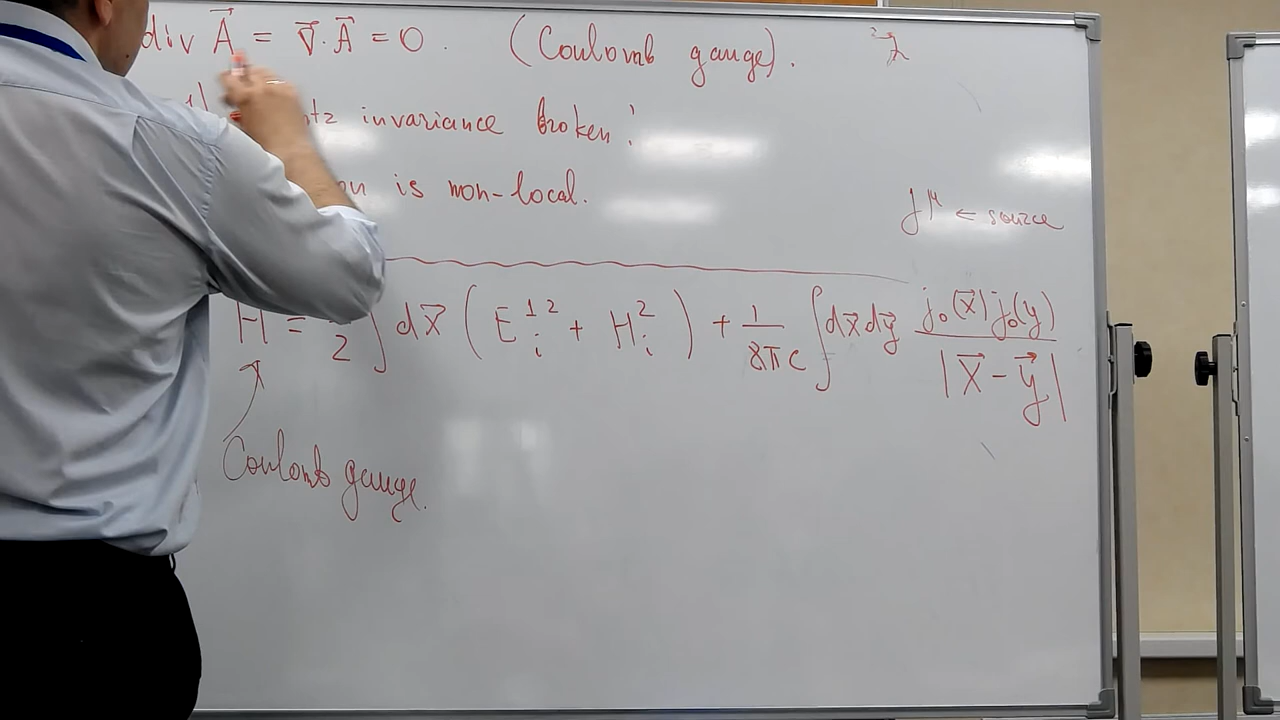 div A⃗ = ∇⃗·A⃗ = 0. (Coulomb gauge).
invariance broken!
is non-local.
j^μ ← source
H = 2 ∫ dx⃗ (E_i^⊥2 + H_i^2) + 1/8πc ∫ dx⃗dy⃗ j₀(x⃗) j₀(y)/|x⃗ - y⃗|
Coulomb gauge.